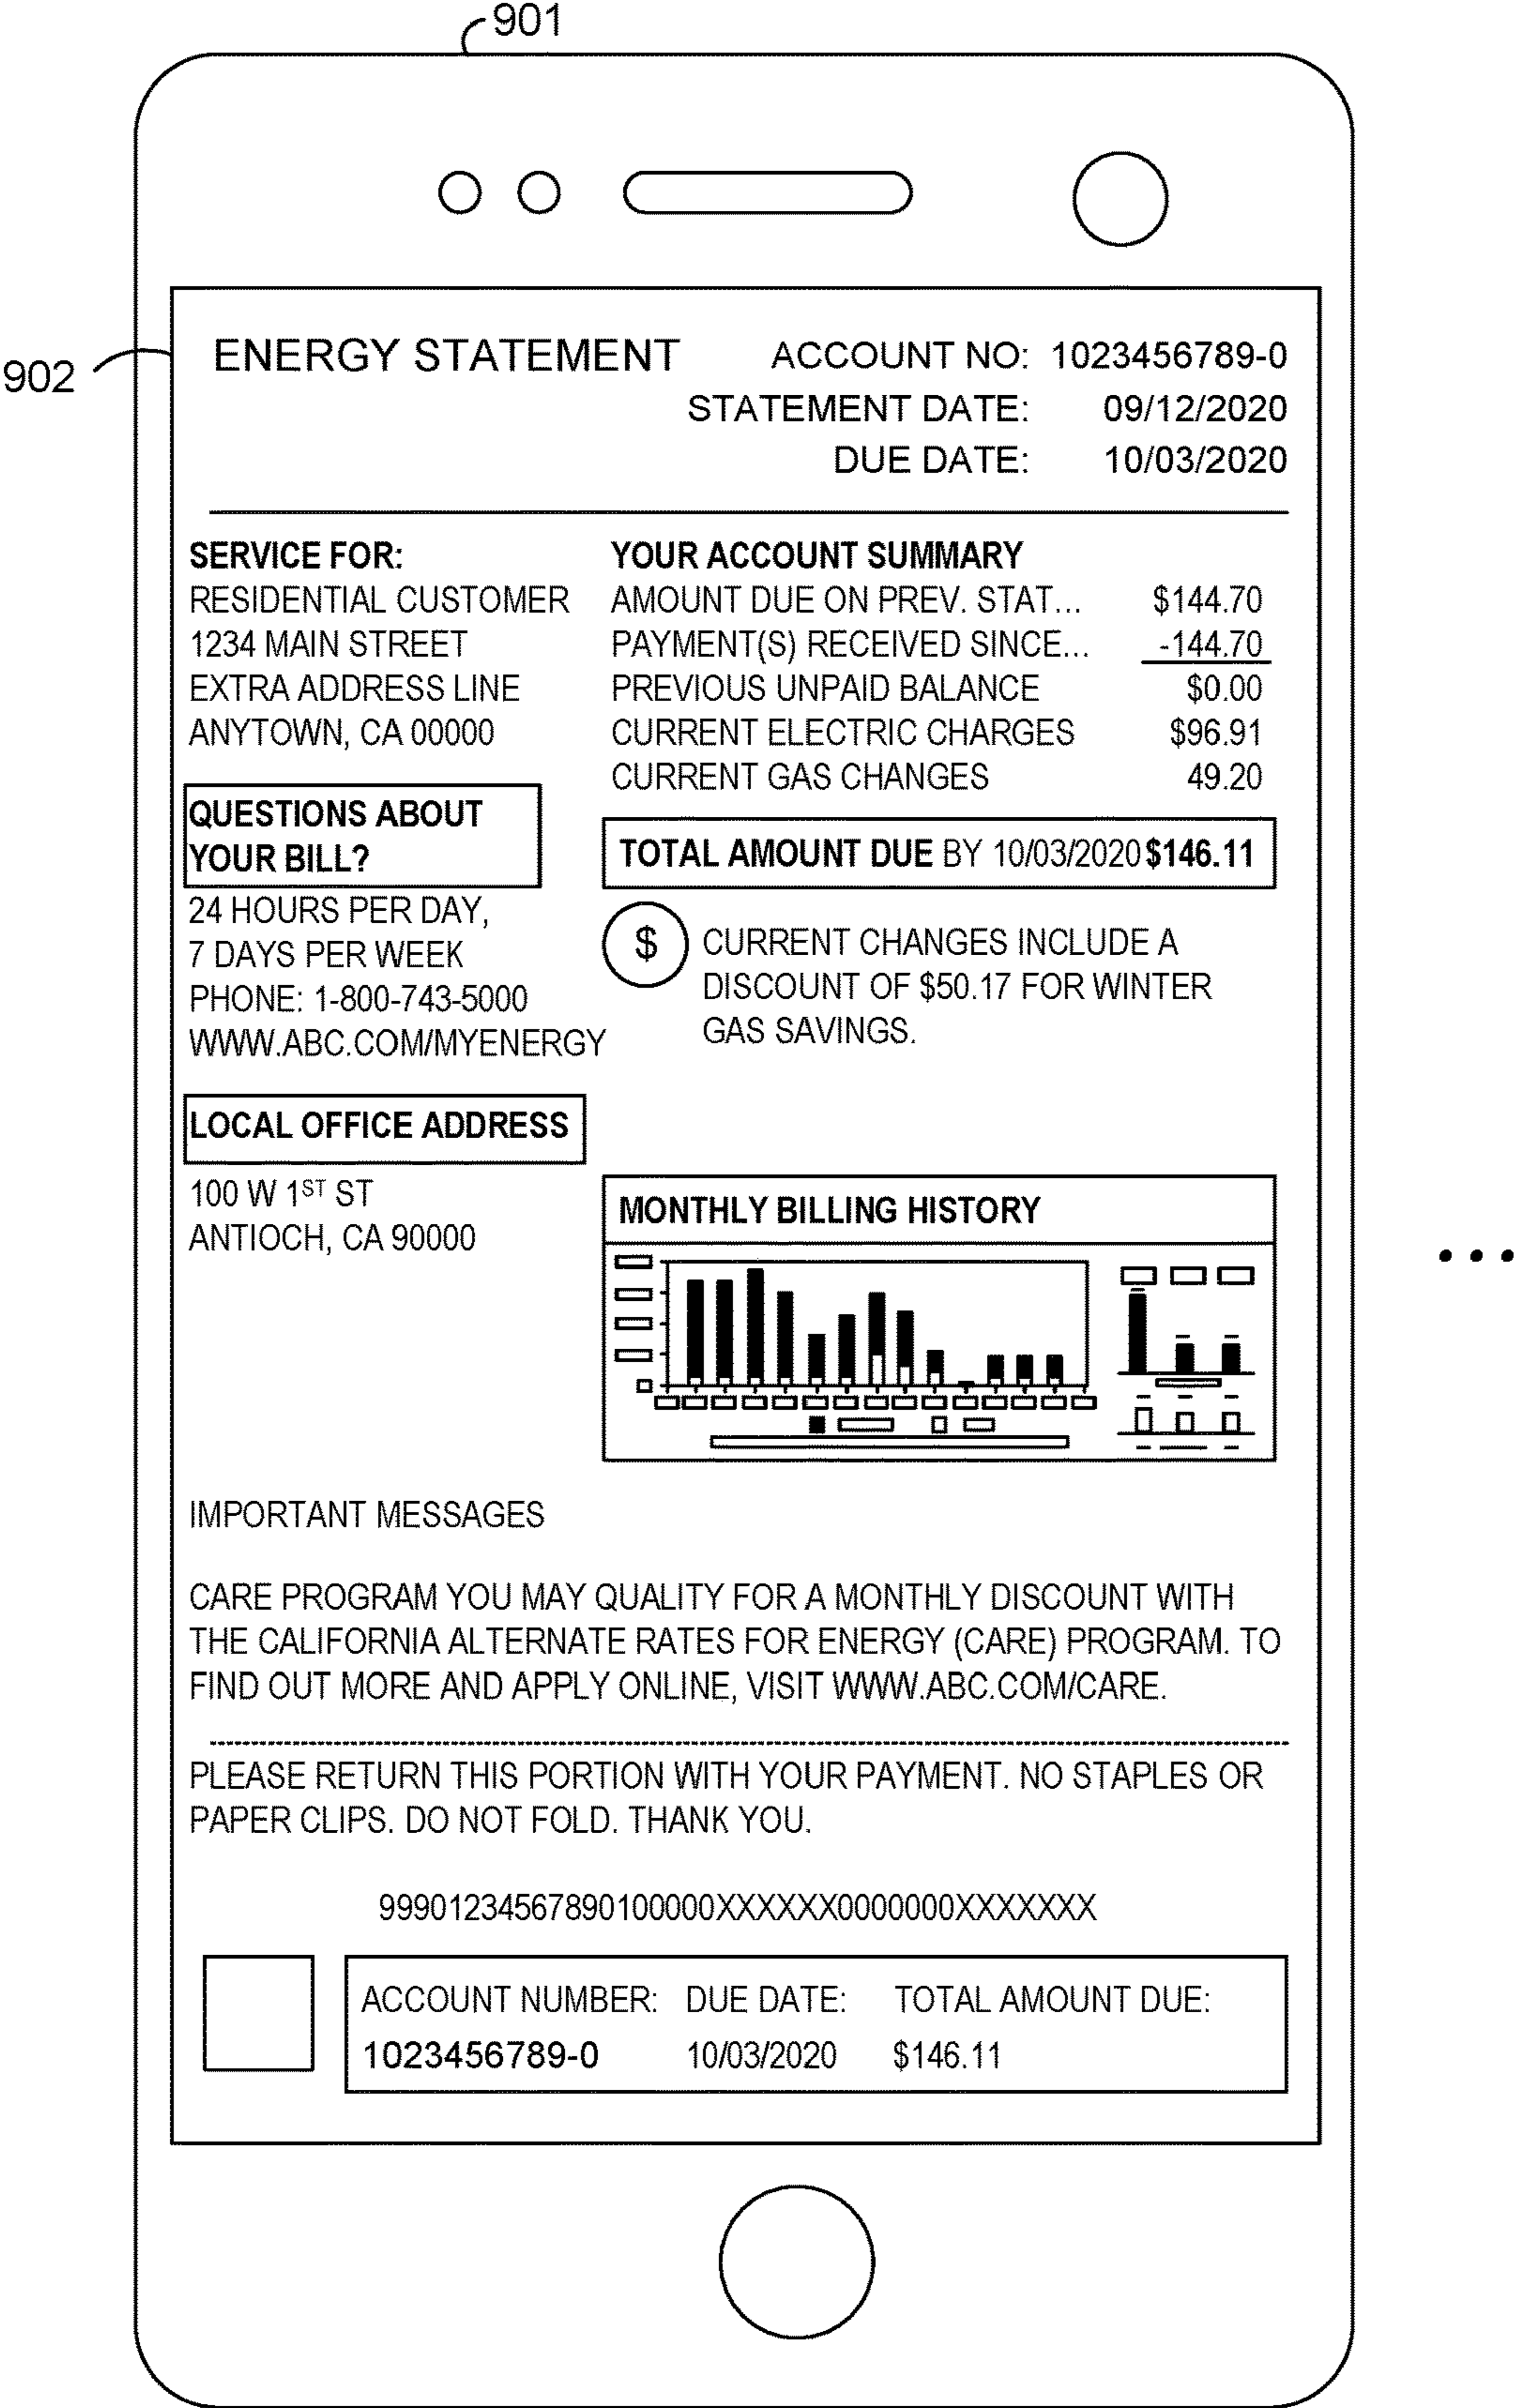 901
902
ENERGY STATEMENT
ACCOUNT NO: 1023456789-0
STATEMENT DATE: 09/12/2020
DUE DATE: 10/03/2020
SERVICE FOR:
RESIDENTIAL CUSTOMER
1234 MAIN STREET
EXTRA ADDRESS LINE
ANYTOWN, CA 00000
QUESTIONS ABOUT
YOUR BILL?
24 HOURS PER DAY,
7 DAYS PER WEEK
PHONE: 1-800-743-5000
WWW.ABC.COM/MYENERGY
LOCAL OFFICE ADDRESS
100 W 1ST ST
ANTIOCH, CA 90000
YOUR ACCOUNT SUMMARY
AMOUNT DUE ON PREV. STAT... $144.70
PAYMENT(S) RECEIVED SINCE... -144.70
PREVIOUS UNPAID BALANCE $0.00
CURRENT ELECTRIC CHARGES $96.91
CURRENT GAS CHANGES 49.20
TOTAL AMOUNT DUE BY 10/03/2020 $146.11
$
CURRENT CHANGES INCLUDE A
DISCOUNT OF $50.17 FOR WINTER
GAS SAVINGS.
MONTHLY BILLING HISTORY
...
IMPORTANT MESSAGES
CARE PROGRAM YOU MAY QUALITY FOR A MONTHLY DISCOUNT WITH
THE CALIFORNIA ALTERNATE RATES FOR ENERGY (CARE) PROGRAM. TO
FIND OUT MORE AND APPLY ONLINE, VISIT WWW.ABC.COM/CARE.
PLEASE RETURN THIS PORTION WITH YOUR PAYMENT. NO STAPLES OR
PAPER CLIPS. DO NOT FOLD. THANK YOU.
99901234567890100000XXXXXX0000000XXXXXXX
ACCOUNT NUMBER: DUE DATE: TOTAL AMOUNT DUE:
1023456789-0 10/03/2020 $146.11